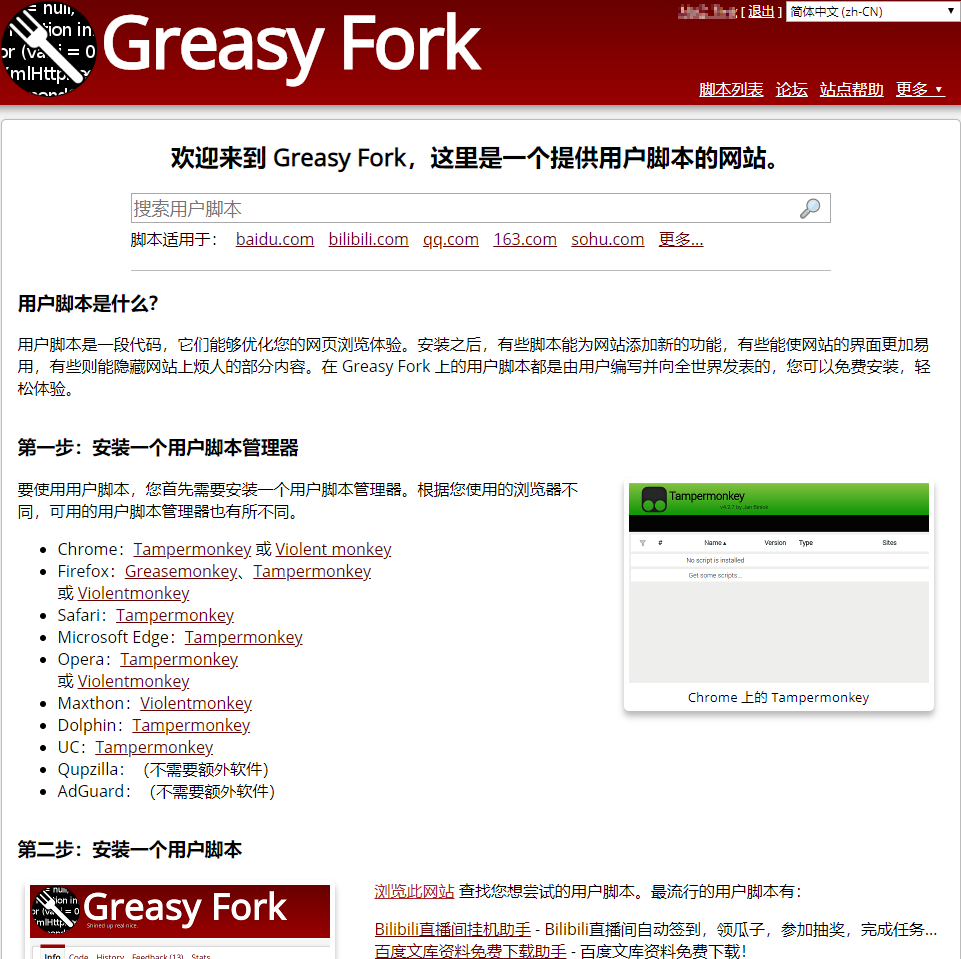 = null,
ction in
or (va i = 0
XmlHttp
cond
Greasy Fork
[ 退出 ] 简体中文 (zh-CN)
脚本列表 论坛 站点帮助 更多 ▼
欢迎来到 Greasy Fork，这里是一个提供用户脚本的网站。
搜索用户脚本
脚本适用于： baidu.com bilibili.com qq.com 163.com sohu.com 更多...
用户脚本是什么?
用户脚本是一段代码，它们能够优化您的网页浏览体验。安装之后，有些脚本能为网站添加新的功能，有些能使网站的界面更加易
用，有些则能隐藏网站上烦人的部分内容。在 Greasy Fork 上的用户脚本都是由用户编写并向全世界发表的，您可以免费安装，轻
松体验。
第一步：安装一个用户脚本管理器
要使用用户脚本，您首先需要安装一个用户脚本管理器。根据您使用的浏览器不
同，可用的用户脚本管理器也有所不同。
Chrome：Tampermonkey 或 Violent monkey
Firefox：Greasemonkey、Tampermonkey
或 Violentmonkey
Safari：Tampermonkey
Microsoft Edge：Tampermonkey
Opera：Tampermonkey
或 Violentmonkey
Maxthon：Violentmonkey
Dolphin：Tampermonkey
UC：Tampermonkey
Qupzilla：（不需要额外软件）
AdGuard：（不需要额外软件）
Tampermonkey
v4.2.7 by Jan Biniok
# Name ▴ Version Type Sites
No script is installed
Get some scripts...
Chrome 上的 Tampermonkey
第二步：安装一个用户脚本
Greasy Fork
Shined up real nice.
Info Code History Feedback (13) Stats
浏览此网站 查找您想尝试的用户脚本。最流行的用户脚本有：
Bilibili直播间挂机助手 - Bilibili直播间自动签到，领瓜子，参加抽奖，完成任务...
百度文库资料免费下载助手 - 百度文库资料免费下载！